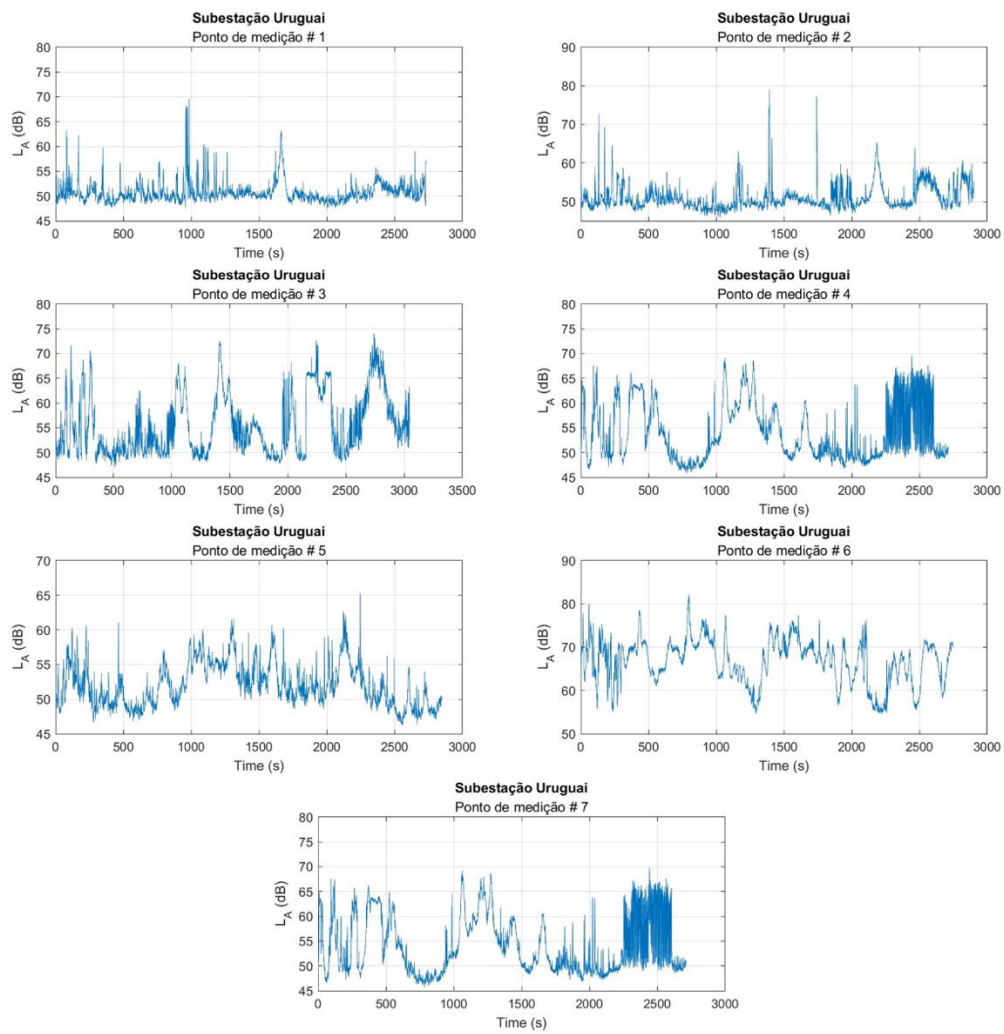 Subestação Uruguai
Ponto de medição # 1
80
75
70
65
60
55
50
45
L_A (dB)
0 500 1000 1500 2000 2500 3000
Time (s)
Subestação Uruguai
Ponto de medição # 2
90
80
70
60
50
L_A (dB)
0 500 1000 1500 2000 2500 3000
Time (s)
Subestação Uruguai
Ponto de medição # 3
80
75
70
65
60
55
50
45
L_A (dB)
0 500 1000 1500 2000 2500 3000 3500
Time (s)
Subestação Uruguai
Ponto de medição # 4
80
75
70
65
60
55
50
45
L_A (dB)
0 500 1000 1500 2000 2500 3000
Time (s)
Subestação Uruguai
Ponto de medição # 5
70
65
60
55
50
45
L_A (dB)
0 500 1000 1500 2000 2500 3000
Time (s)
Subestação Uruguai
Ponto de medição # 6
90
80
70
60
50
L_A (dB)
0 500 1000 1500 2000 2500 3000
Time (s)
Subestação Uruguai
Ponto de medição # 7
80
75
70
65
60
55
50
45
L_A (dB)
0 500 1000 1500 2000 2500 3000
Time (s)